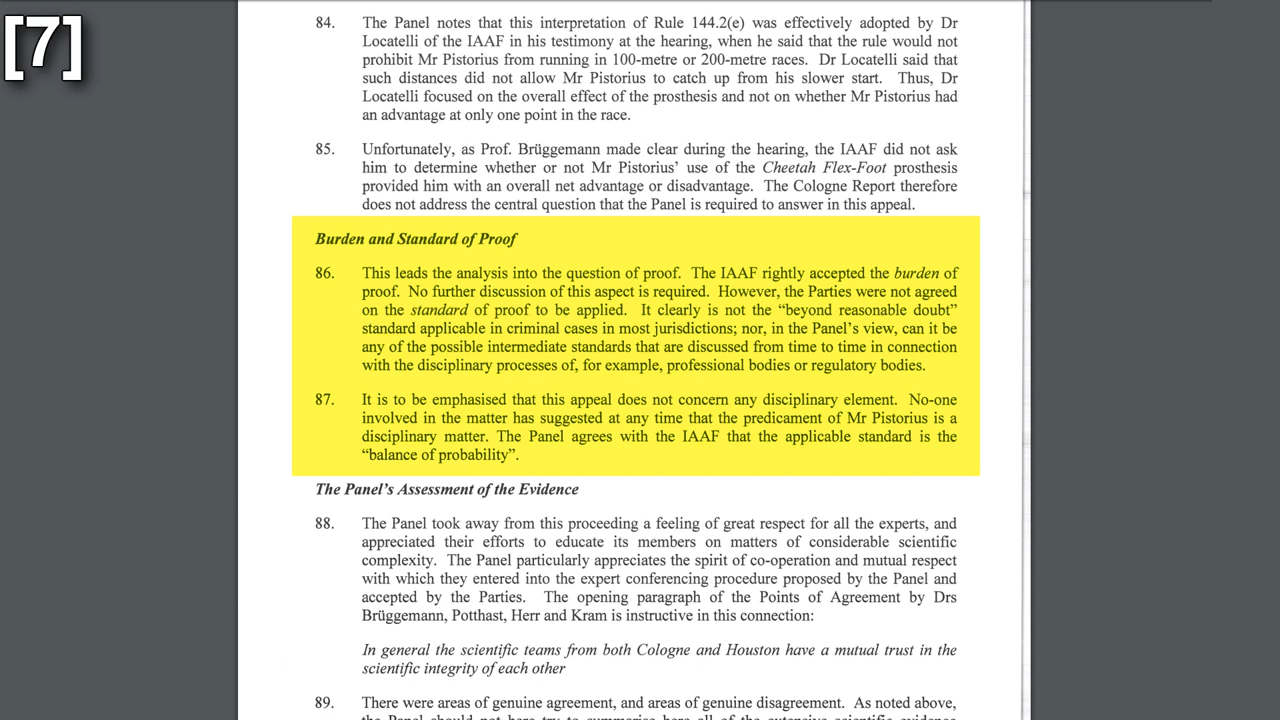 [7]
84. The Panel notes that this interpretation of Rule 144.2(e) was effectively adopted by Dr
Locatelli of the IAAF in his testimony at the hearing, when he said that the rule would not
prohibit Mr Pistorius from running in 100-metre or 200-metre races. Dr Locatelli said that
such distances did not allow Mr Pistorius to catch up from his slower start. Thus, Dr
Locatelli focused on the overall effect of the prosthesis and not on whether Mr Pistorius had
an advantage at only one point in the race.
85. Unfortunately, as Prof. Brüggemann made clear during the hearing, the IAAF did not ask
him to determine whether or not Mr Pistorius’ use of the Cheetah Flex-Foot prosthesis
provided him with an overall net advantage or disadvantage. The Cologne Report therefore
does not address the central question that the Panel is required to answer in this appeal.
Burden and Standard of Proof
86. This leads the analysis into the question of proof. The IAAF rightly accepted the burden of
proof. No further discussion of this aspect is required. However, the Parties were not agreed
on the standard of proof to be applied. It clearly is not the “beyond reasonable doubt”
standard applicable in criminal cases in most jurisdictions; nor, in the Panel’s view, can it be
any of the possible intermediate standards that are discussed from time to time in connection
with the disciplinary processes of, for example, professional bodies or regulatory bodies.
87. It is to be emphasised that this appeal does not concern any disciplinary element. No-one
involved in the matter has suggested at any time that the predicament of Mr Pistorius is a
disciplinary matter. The Panel agrees with the IAAF that the applicable standard is the
“balance of probability”.
The Panel’s Assessment of the Evidence
88. The Panel took away from this proceeding a feeling of great respect for all the experts, and
appreciated their efforts to educate its members on matters of considerable scientific
complexity. The Panel particularly appreciates the spirit of co-operation and mutual respect
with which they entered into the expert conferencing procedure proposed by the Panel and
accepted by the Parties. The opening paragraph of the Points of Agreement by Drs
Brüggemann, Potthast, Herr and Kram is instructive in this connection:
In general the scientific teams from both Cologne and Houston have a mutual trust in the
scientific integrity of each other
89. There were areas of genuine agreement, and areas of genuine disagreement. As noted above,
the Panel should not here try to summarise here all of the extensive scientific evidence